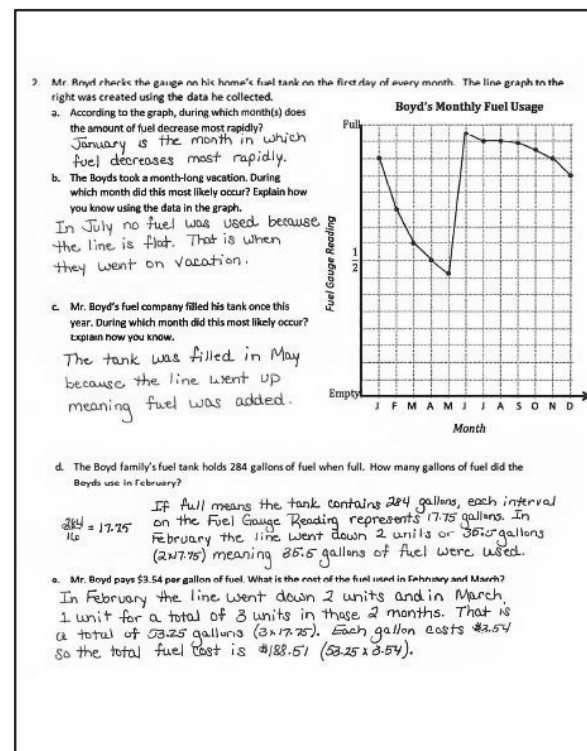 2. Mr. Boyd checks the gauge on his home's fuel tank on the first day of every month. The line graph to the
right was created using the data he collected.
a. According to the graph, during which month(s) does
the amount of fuel decrease most rapidly?
January is the month in which
fuel decreases most rapidly.
b. The Boyds took a month-long vacation. During
which month did this most likely occur? Explain how
you know using the data in the graph.
In July no fuel was used because
the line is flat. That is when
they went on vacation.
c. Mr. Boyd's fuel company filled his tank once this
year. During which month did this most likely occur?
Explain how you know.
The tank was filled in May
because the line went up
meaning fuel was added.
Boyd's Monthly Fuel Usage
Full
1/2
Empty
Fuel Gauge Reading
J F M A M J J A S O N D
Month
d. The Boyd family's fuel tank holds 284 gallons of fuel when full. How many gallons of fuel did the
Boyds use in February?
284/16 = 17.75
If full means the tank contains 284 gallons, each interval
on the Fuel Gauge Reading represents 17.75 gallons. In
February the line went down 2 units or 35.5 gallons
(2x17.75) meaning 35.5 gallons of fuel were used.
e. Mr. Boyd pays $3.54 per gallon of fuel. What is the cost of the fuel used in February and March?
In February the line went down 2 units and in March,
1 unit for a total of 3 units in those 2 months. That is
a total of 53.25 gallons (3x17.75). Each gallon costs $3.54
so the total fuel cost is $188.51 (53.25 x 3.54).